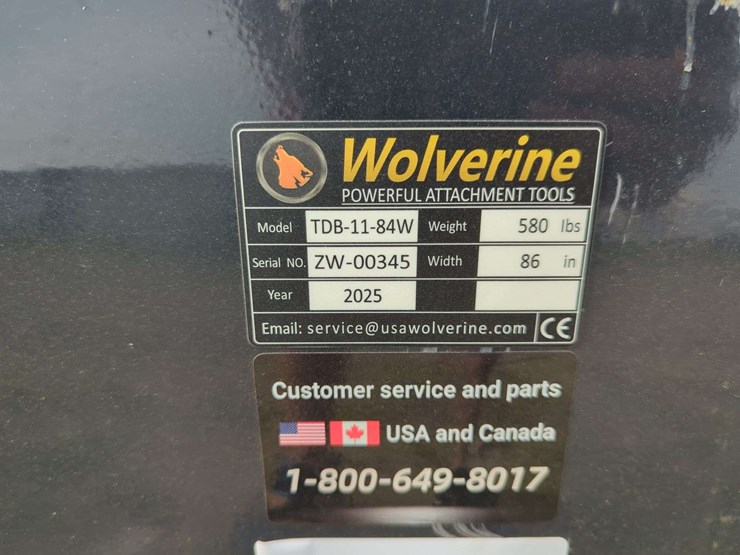 Wolverine
POWERFUL ATTACHMENT TOOLS
Model TDB-11-84W Weight 580 lbs
Serial NO. ZW-00345 Width 86 in
Year 2025
Email: service@usawolverine.com CE
Customer service and parts
USA and Canada
1-800-649-8017